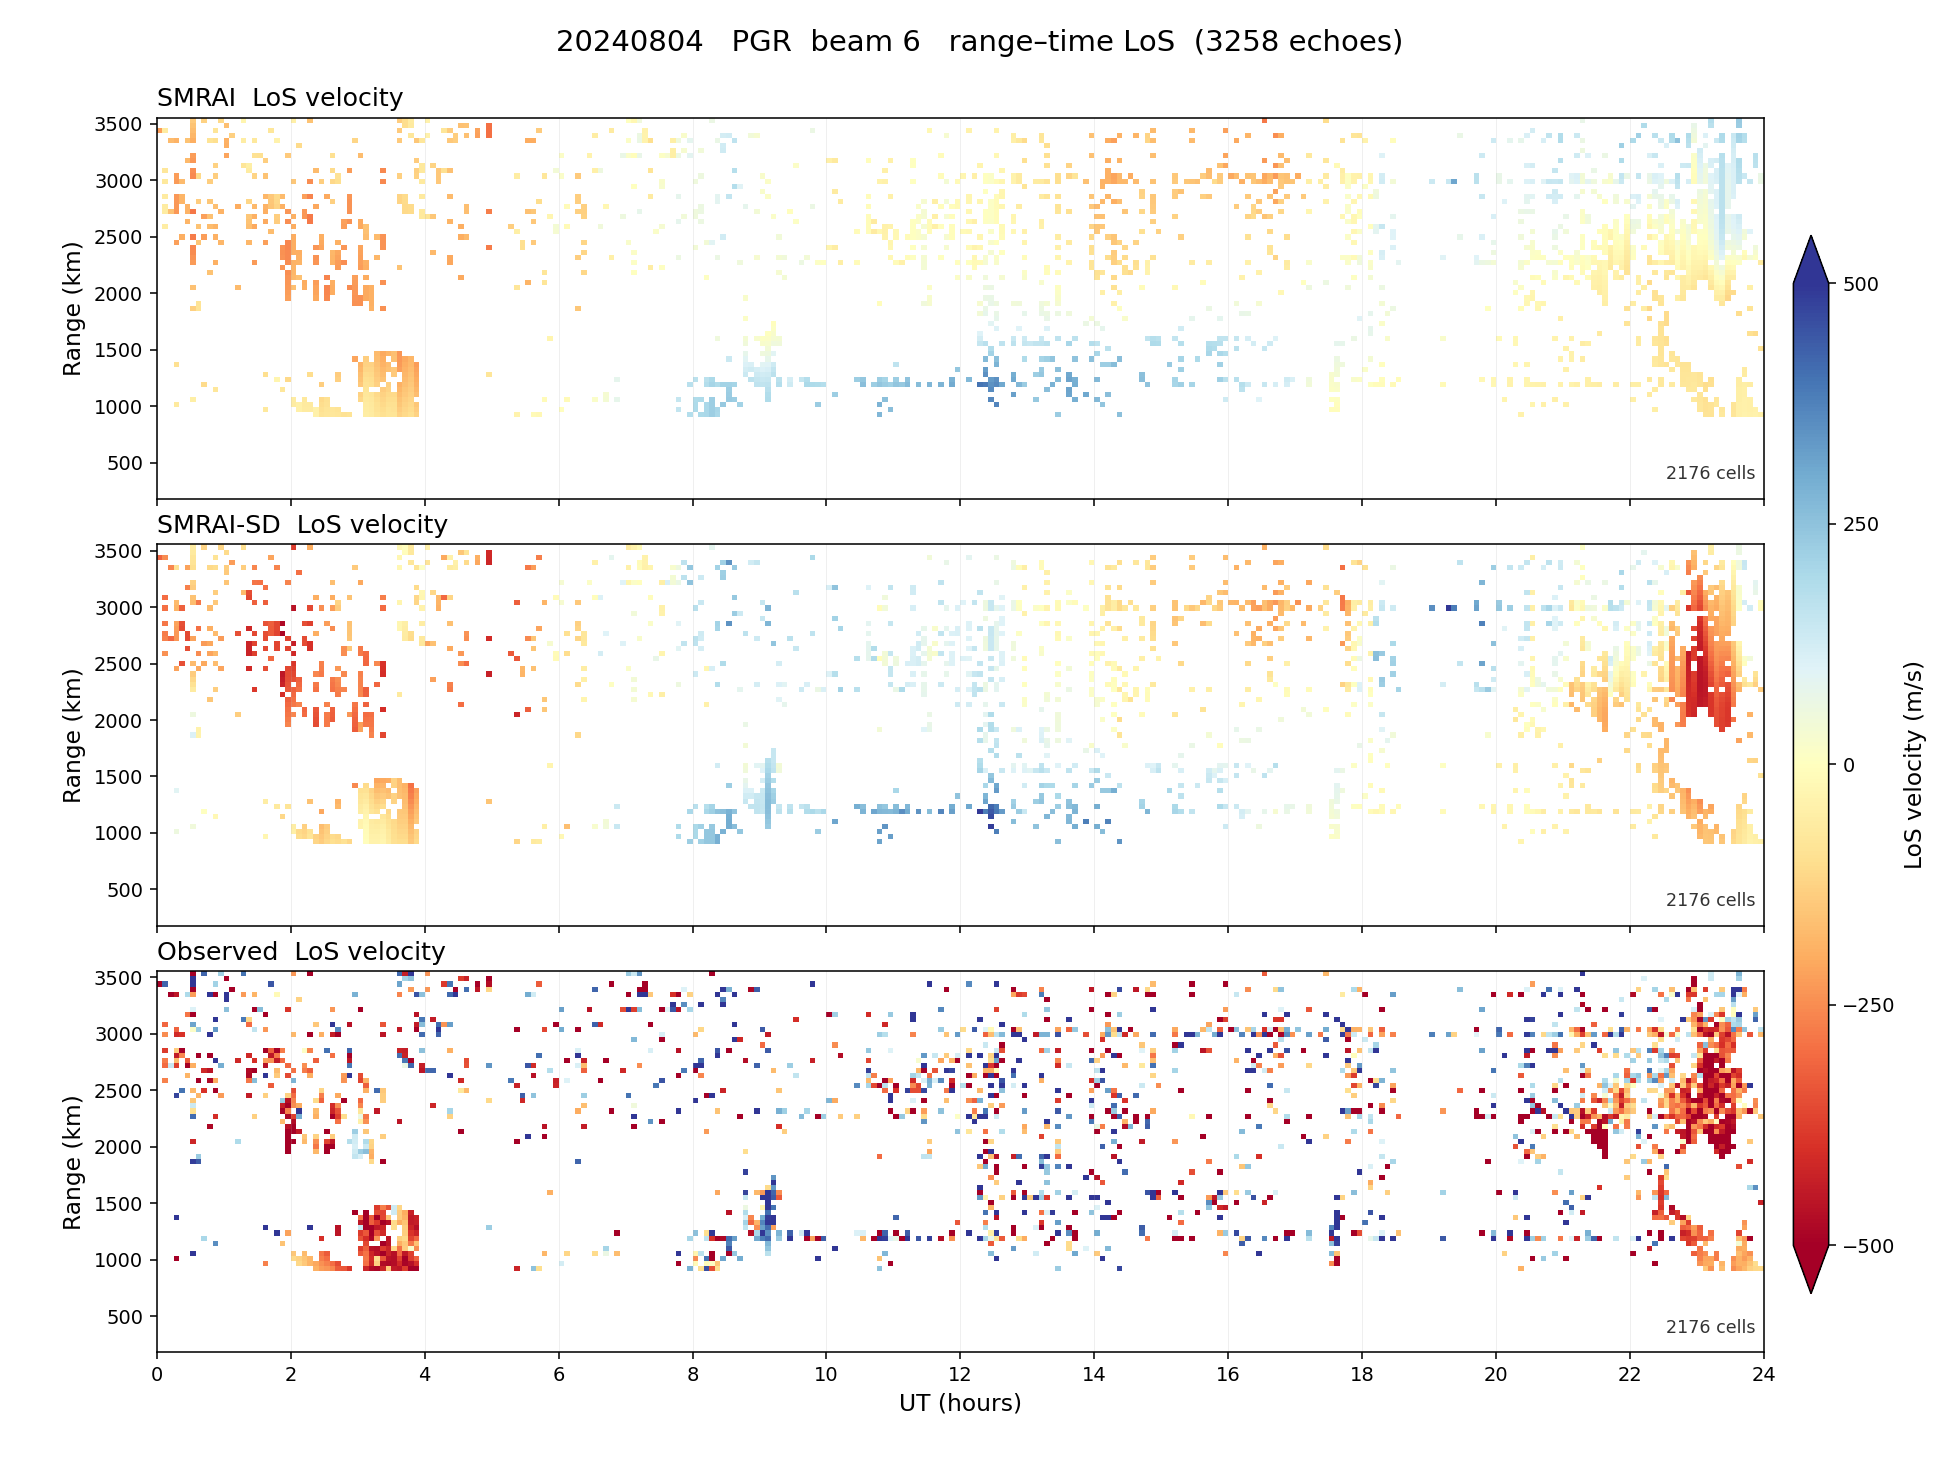 20240804   PGR  beam 6   range–time LoS  (3258 echoes)
SMRAI  LoS velocity
3500
3000
2500
2000
1500
1000
500
Range (km)
2176 cells
SMRAI-SD  LoS velocity
3500
3000
2500
2000
1500
1000
500
Range (km)
2176 cells
Observed  LoS velocity
3500
3000
2500
2000
1500
1000
500
Range (km)
2176 cells
0 2 4 6 8 10 12 14 16 18 20 22 24
UT (hours)
500
250
0
−250
−500
LoS velocity (m/s)